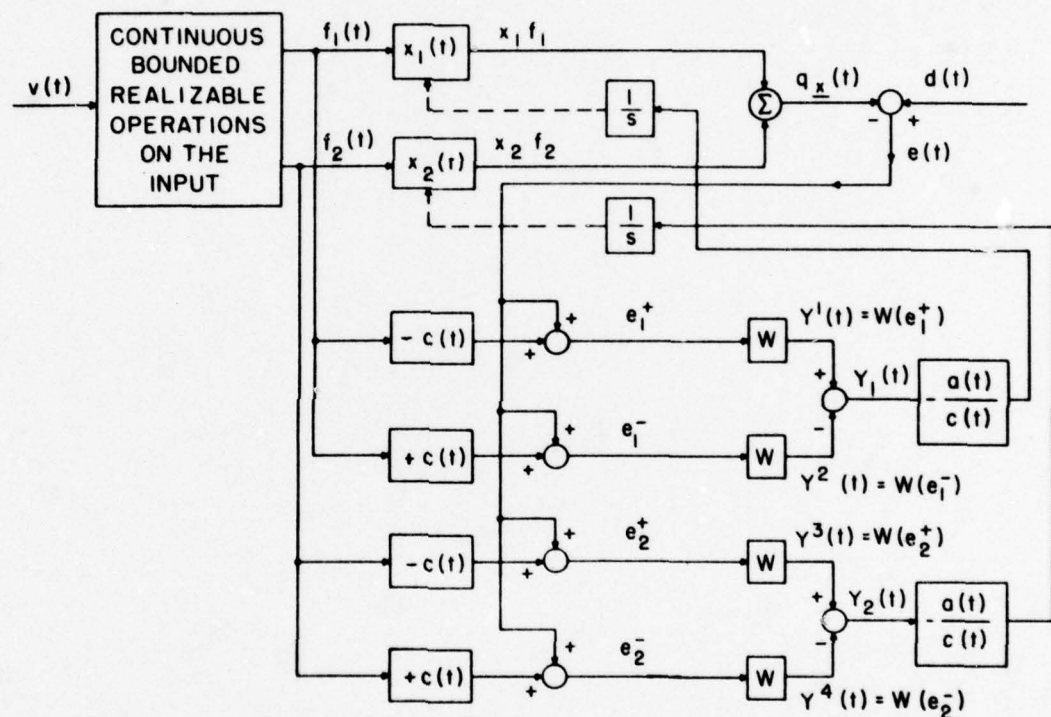 CONTINUOUS
BOUNDED
REALIZABLE
OPERATIONS
ON THE
INPUT
v(t)
f₁(t)
x₁(t)
x₁ f₁
f₂(t)
x₂(t)
x₂ f₂
1/s
1/s
Σ
q_x(t)
d(t)
-
+
e(t)
- c(t)
+
+
e₁⁺
W
Y¹(t) = W(e₁⁺)
+ c(t)
+
+
e₁⁻
W
Y² (t) = W(e₁⁻)
+
-
Y₁(t)
- a(t)/c(t)
-c(t)
+
+
e₂⁺
W
Y³(t) = W(e₂⁺)
+c(t)
+
+
e₂⁻
W
Y⁴ (t) = W(e₂⁻)
+
-
Y₂(t)
- a(t)/c(t)